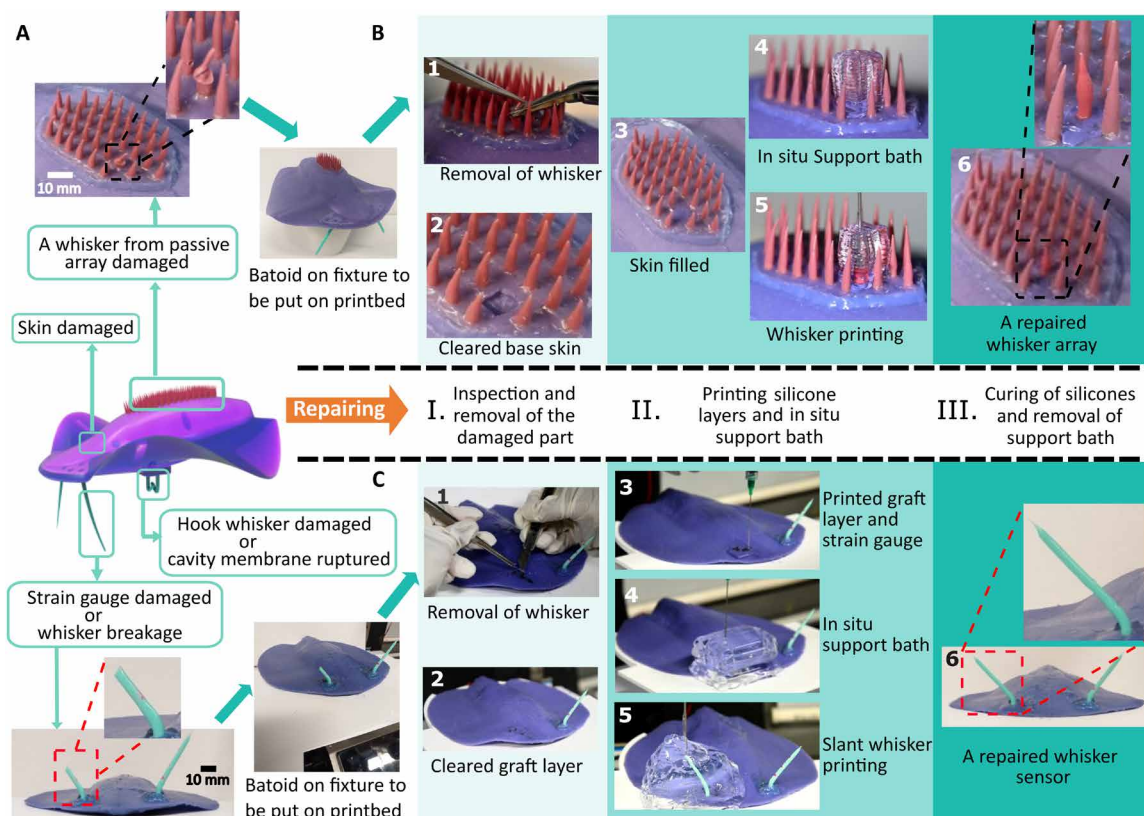 A
10 mm
A whisker from passive
array damaged
Skin damaged
Hook whisker damaged
or
cavity membrane ruptured
Strain gauge damaged
or
whisker breakage
10 mm
Batoid on fixture to
be put on printbed
B
1
Removal of whisker
2
Cleared base skin
3
Skin filled
4
In situ Support bath
5
Whisker printing
6
A repaired
whisker array
Repairing
I.
Inspection and
removal of the
damaged part
II.
Printing silicone
layers and in situ
support bath
III.
Curing of silicones
and removal of
support bath
C
Batoid on fixture to
be put on printbed
1
Removal of whisker
2
Cleared graft layer
3
Printed graft
layer and
strain gauge
4
In situ
support bath
5
Slant whisker
printing
6
A repaired whisker
sensor